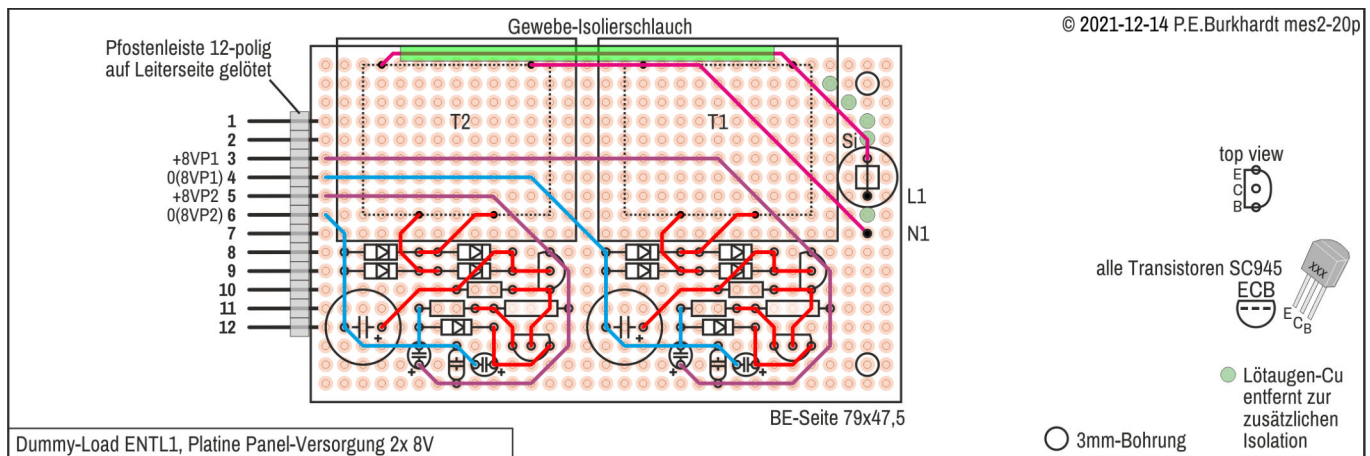 Gewebe-Isolierschlauch
© 2021-12-14 P.E.Burkhardt mes2-20p
Pfostenleiste 12-polig
auf Leiterseite gelötet
T2
T1
Si
1
2
+8VP1 3
0(8VP1) 4
+8VP2 5
0(8VP2) 6
7
8
9
10
11
12
L1
N1
+
+
+
+
+
+
top view
E
C
B
alle Transistoren SC945
ECB
XXX
E
C
B
Lötaugen-Cu
entfernt zur
zusätzlichen
Isolation
BE-Seite 79x47,5
3mm-Bohrung
Dummy-Load ENTL1, Platine Panel-Versorgung 2x 8V